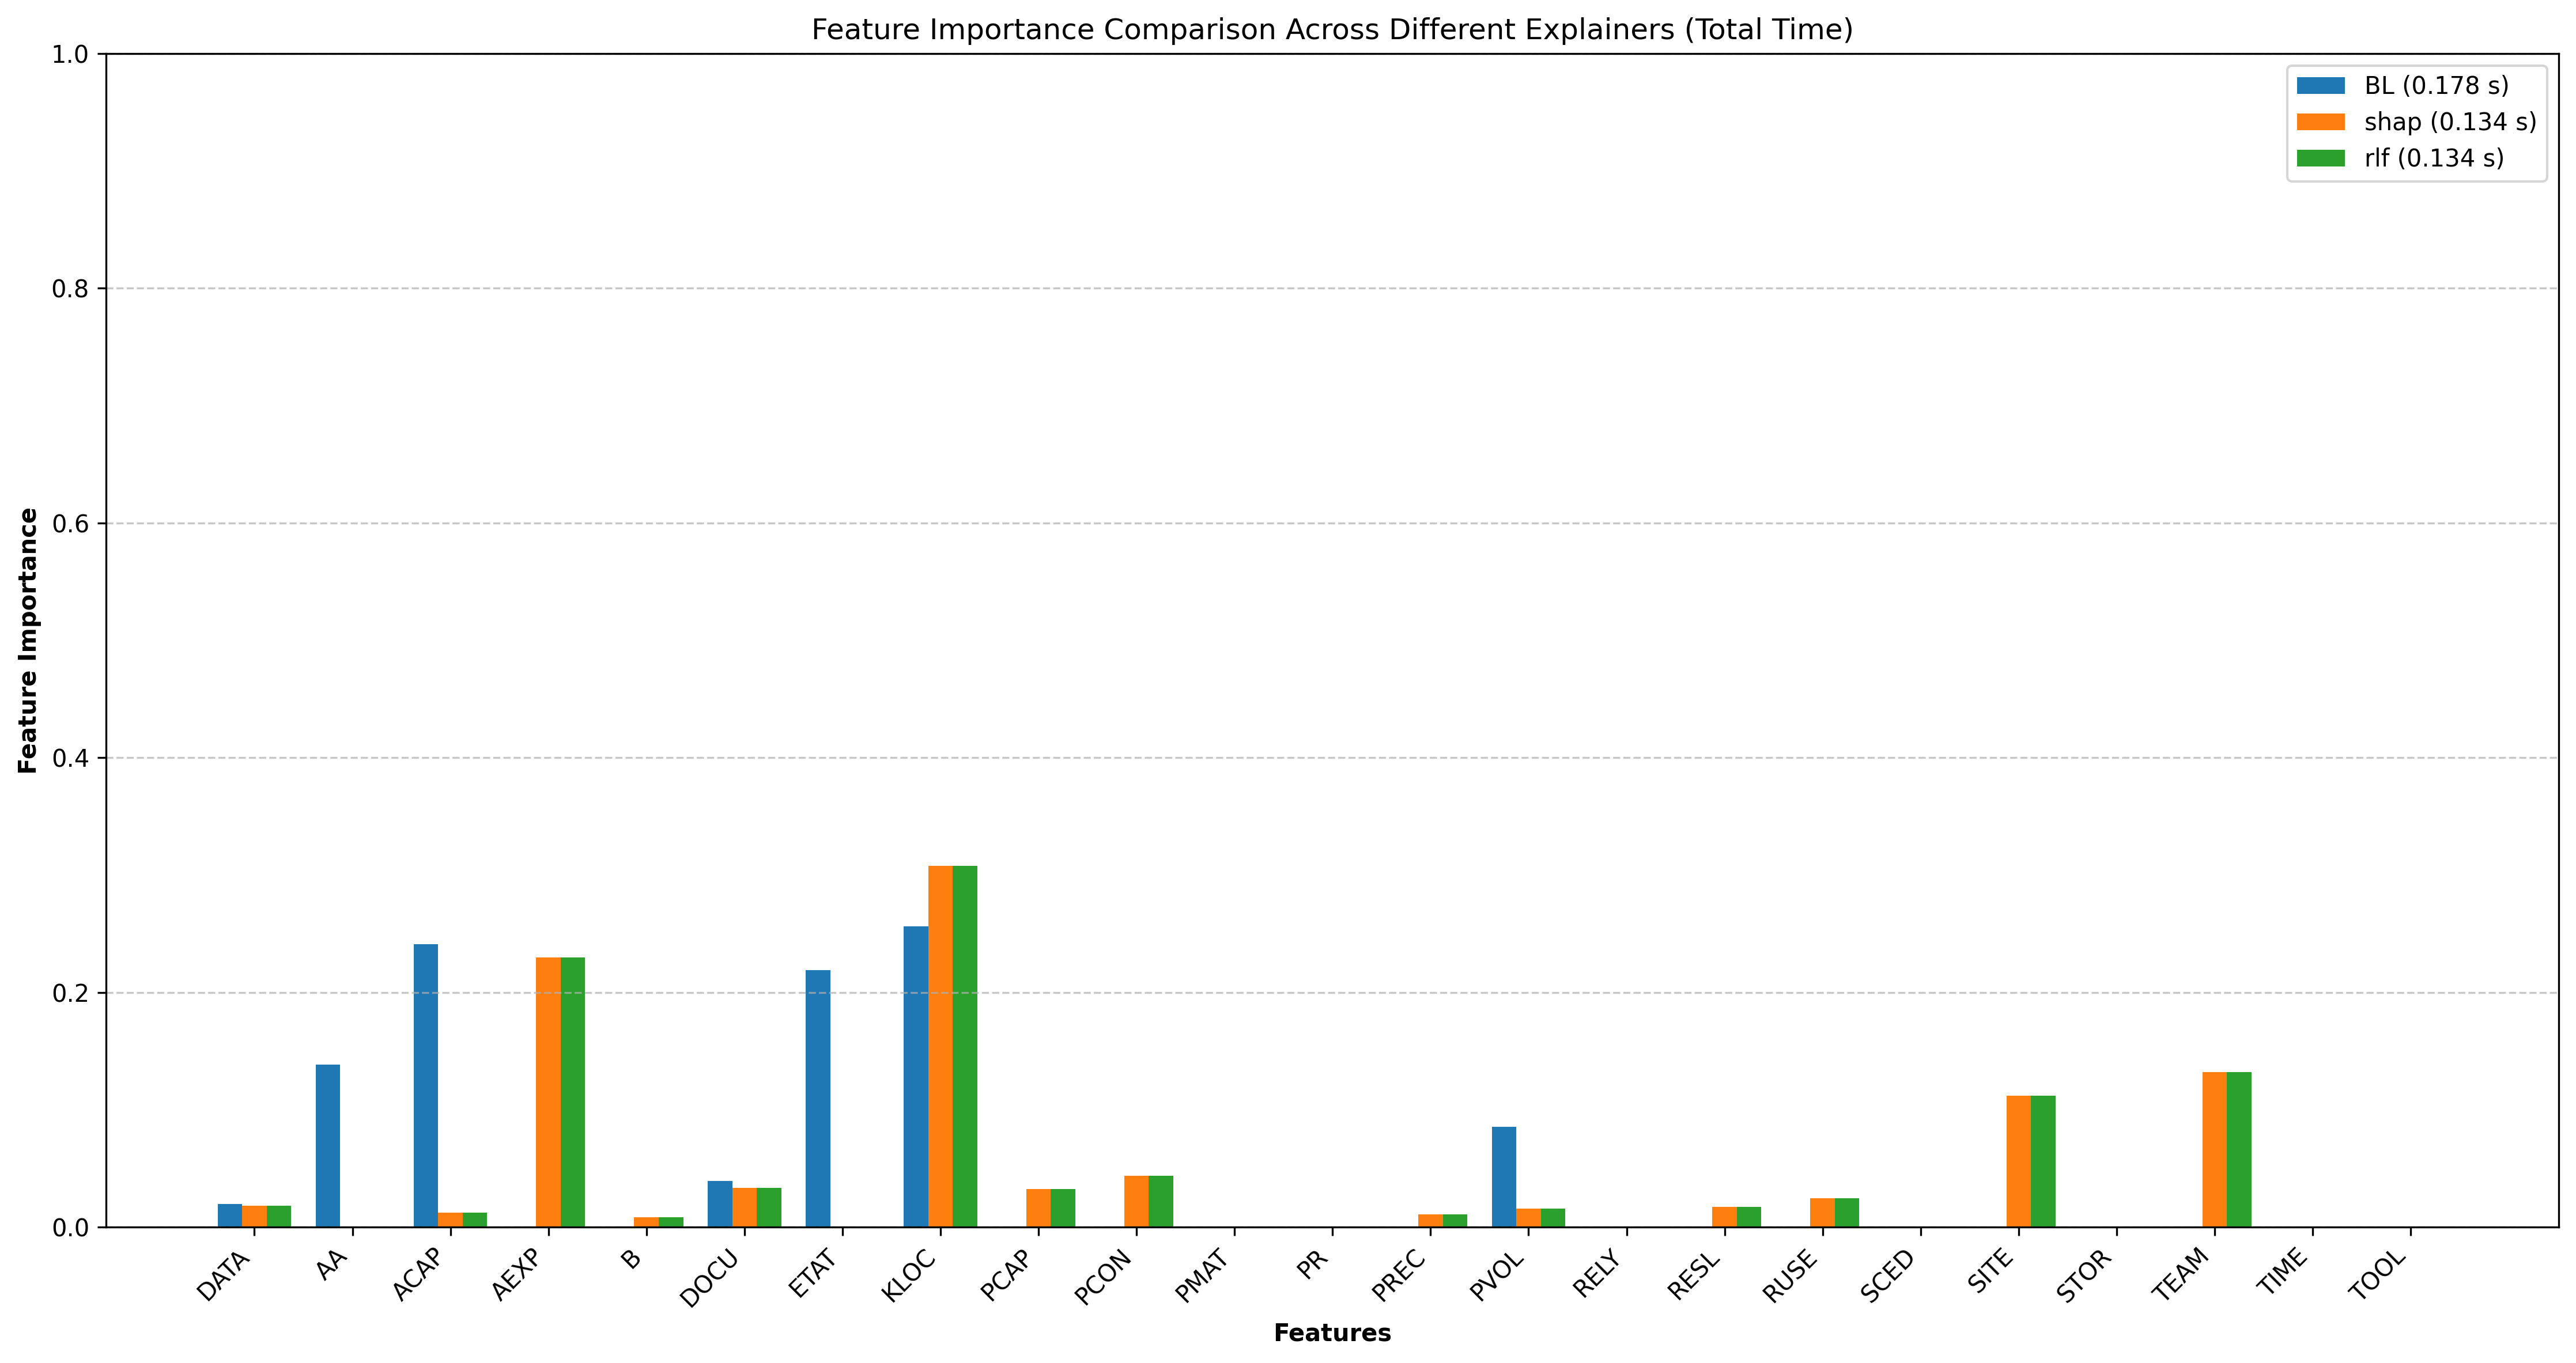 Feature Importance Comparison Across Different Explainers (Total Time)
BL (0.178 s)
shap (0.134 s)
rlf (0.134 s)
Feature Importance
1.0
0.8
0.6
0.4
0.2
0.0
DATA
AA
ACAP
AEXP
B
DOCU
ETAT
KLOC
PCAP
PCON
PMAT
PR
PREC
PVOL
RELY
RESL
RUSE
SCED
SITE
STOR
TEAM
TIME
TOOL
Features